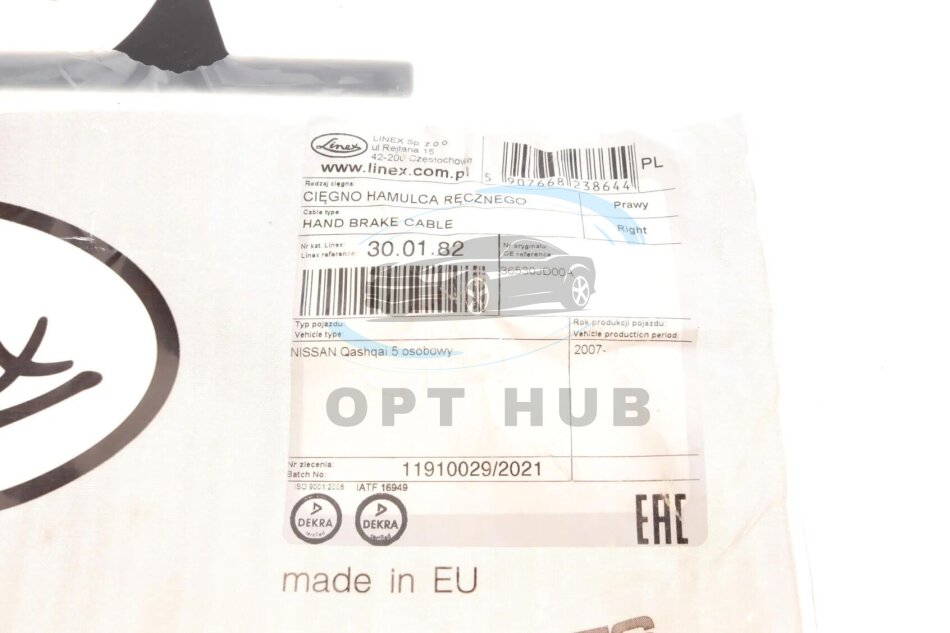 Linex
LINEX Sp. z o.o.
ul Rejtana 16
42-200 Częstochowa
www.linex.com.pl
5 907668 238644
PL
Rodzaj cięgna:
CIĘGNO HAMULCA RĘCZNEGO
Prawy
Cable type:
HAND BRAKE CABLE
Right
Nr kat. Linex:
Linex reference:
30.01.82
Nr oryginału:
OE reference
Typ pojazdu:
Vehicle type:
Rok produkcji pojazdu:
Vehicle production period:
NISSAN Qashqai 5 osobowy
2007-
OPT HUB
Nr zlecenia:
Batch No.:
11910029/2021
ISO 9001:2008
IATF 16949
DEKRA
DEKRA
EAC
made in EU